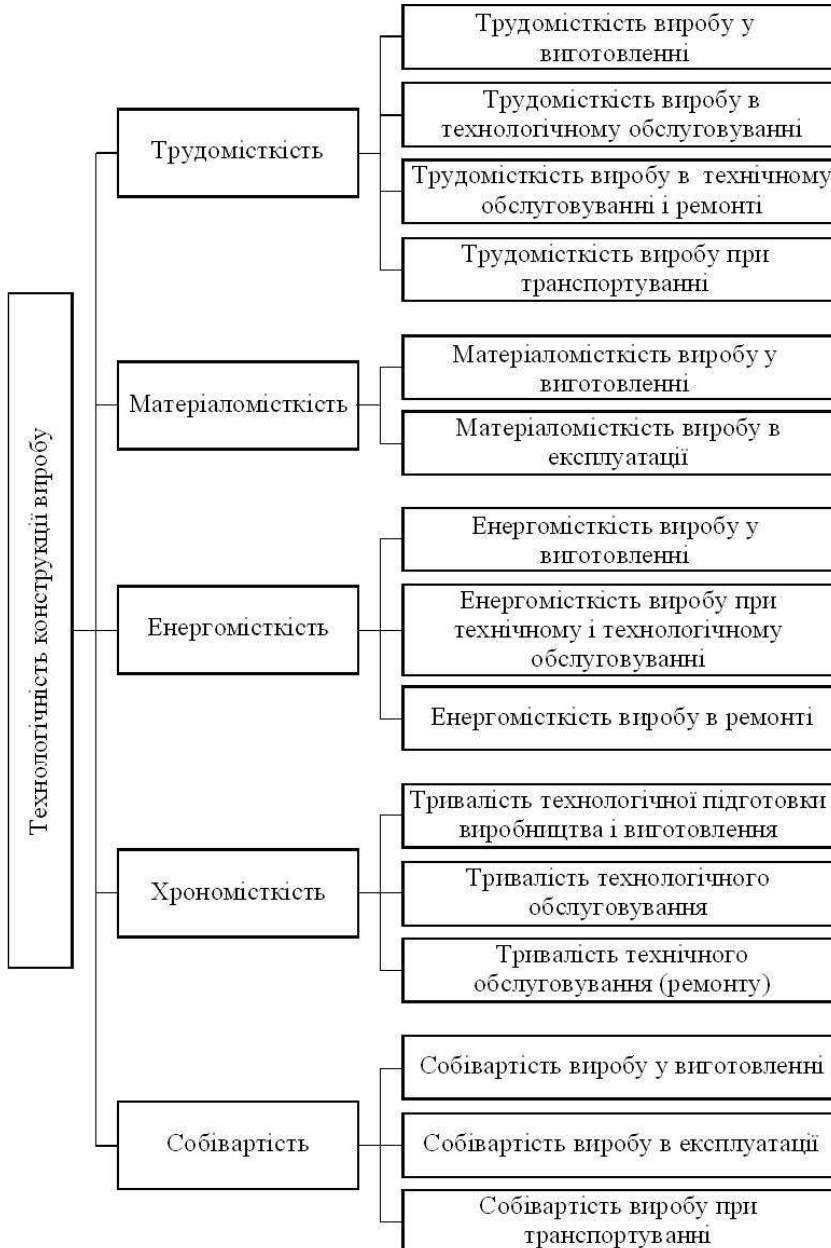 Технологічність конструкції виробу
Трудомісткість
Трудомісткість виробу у
виготовленні
Трудомісткість виробу в
технологічному обслуговуванні
Трудомісткість виробу в технічному
обслуговуванні і ремонті
Трудомісткість виробу при
транспортуванні
Матеріаломісткість
Матеріаломісткість виробу у
виготовленні
Матеріаломісткість виробу в
експлуатації
Енергомісткість
Енергомісткість виробу у
виготовленні
Енергомісткість виробу при
технічному і технологічному
обслуговуванні
Енергомісткість виробу в ремонті
Хрономісткість
Тривалість технологічної підготовки
виробництва і виготовлення
Тривалість технологічного
обслуговування
Тривалість технічного
обслуговування (ремонту)
Собівартість
Собівартість виробу у виготовленні
Собівартість виробу в експлуатації
Собівартість виробу при
транспортуванні